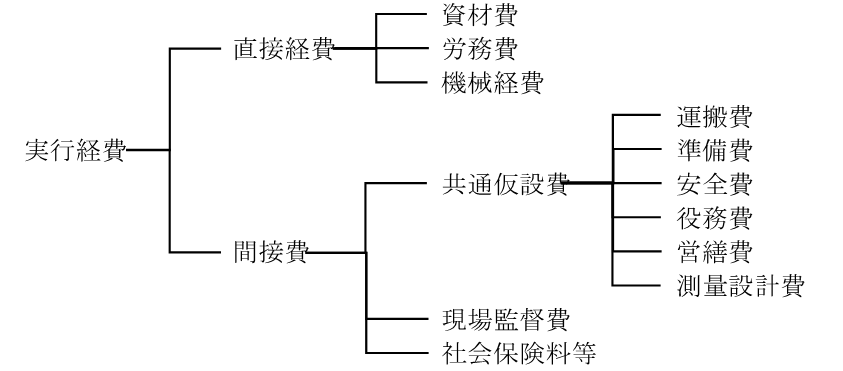 実行経費
直接経費
資材費
労務費
機械経費
間接費
共通仮設費
運搬費
準備費
安全費
役務費
営繕費
測量設計費
現場監督費
社会保険料等